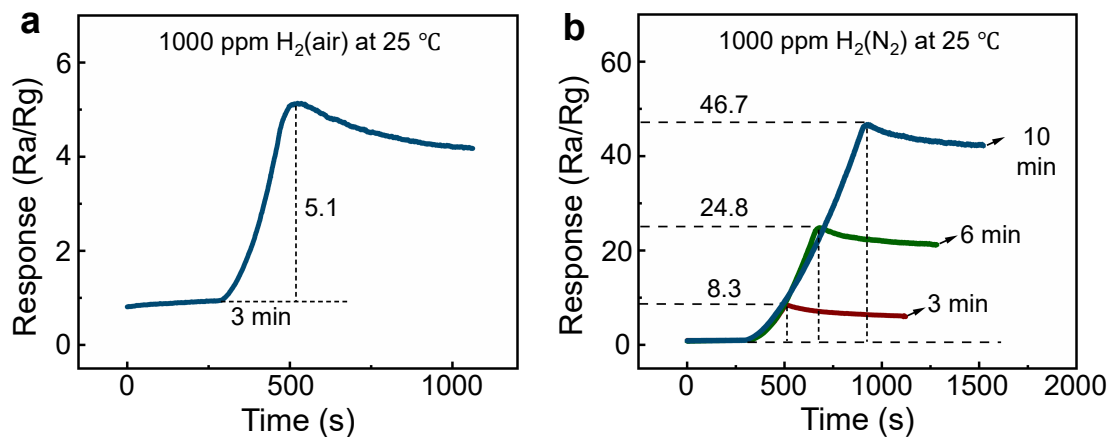 a
1000 ppm H₂(air) at 25 ℃
Response (Ra/Rg)
6
4
2
0
5.1
3 min
0
500
1000
Time (s)
b
1000 ppm H₂(N₂) at 25 ℃
Response (Ra/Rg)
60
40
20
0
46.7
24.8
8.3
10
min
6 min
3 min
0
500
1000
1500
2000
Time (s)